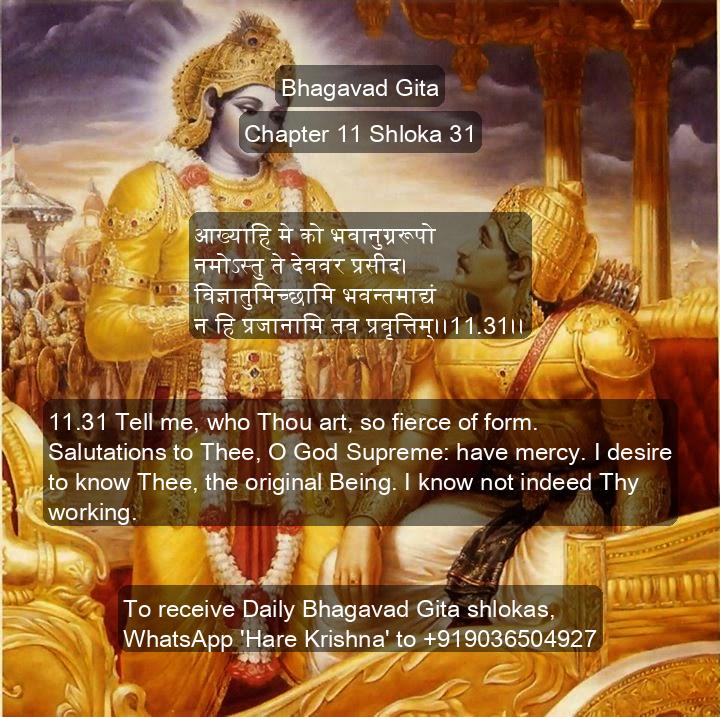 Bhagavad Gita
Chapter 11 Shloka 31
आख्याहि मे को भवानुग्ररूपो
नमोऽस्तु ते देववर प्रसीद।
विज्ञातुमिच्छामि भवन्तमाद्यं
न हि प्रजानामि तव प्रवृत्तिम्।।11.31।।
11.31 Tell me, who Thou art, so fierce of form.
Salutations to Thee, O God Supreme: have mercy. I desire
to know Thee, the original Being. I know not indeed Thy
working.
To receive Daily Bhagavad Gita shlokas,
WhatsApp 'Hare Krishna' to +919036504927